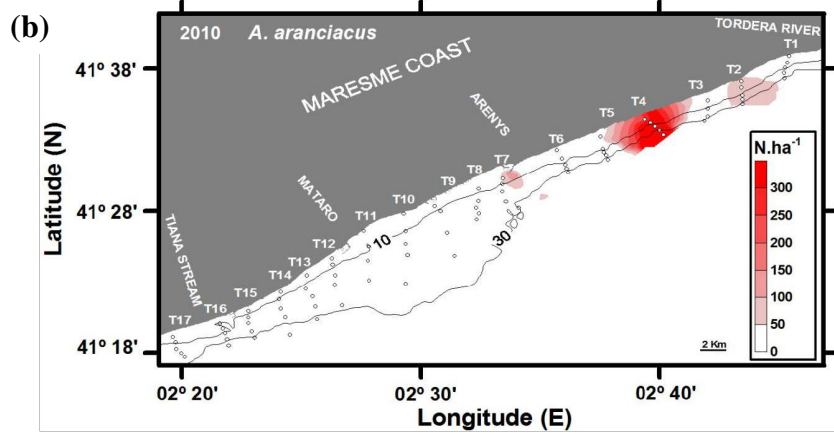 (b)
2010 A. aranciacus
TORDERA RIVER
MARESME COAST
ARENYS
MATARO
TIANA STREAM
T1
T2
T3
T4
T5
T6
T7
T8
T9
T10
T11
T12
T13
T14
T15
T16
T17
10
30
41º 38'
41º 28'
41º 18'
Latitude (N)
N.ha-1
300
250
200
150
100
50
0
2 Km
02º 20' 02º 30' 02º 40'
Longitude (E)